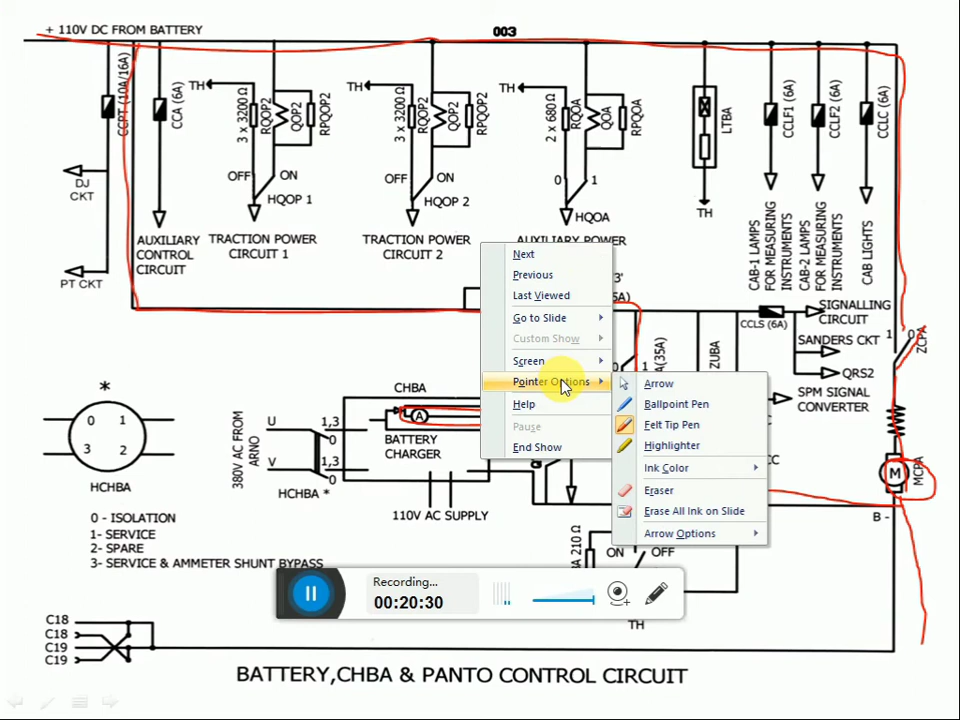 + 110V DC FROM BATTERY
003
CCPT (10A/16A)
CCA (6A)
TH
3 x 3200 Ω
RQOP2
QOP2
RPQOP2
TH
3 x 3200 Ω
RQOP2
QOP2
RPQOP2
TH
2 x 680 Ω
RQOA
QOA
RPQOA
LTBA
CCLF1 (6A)
CCLF2 (6A)
CCLC (6A)
DJ
CKT
OFF
ON
HQOP 1
OFF
ON
HQOP 2
0
1
HQOA
TH
AUXILIARY
CONTROL
CIRCUIT
TRACTION POWER
CIRCUIT 1
TRACTION POWER
CIRCUIT 2
AUXILIARY POWER
CAB-1 LAMPS
FOR MEASURING
INSTRUMENTS
CAB-2 LAMPS
FOR MEASURING
INSTRUMENTS
CAB LIGHTS
PT CKT
Next
Previous
Last Viewed
Go to Slide
Custom Show
Screen
Pointer Options
Help
Pause
End Show
3'
5A)
CCLS (6A)
SIGNALLING
CIRCUIT
SANDERS CKT
QRS2
SPM SIGNAL
CONVERTER
1
0
ZCPA
0
1
(35A)
ZUBA
Arrow
Ballpoint Pen
Felt Tip Pen
Highlighter
Ink Color
Eraser
Erase All Ink on Slide
Arrow Options
*
0
1
3
2
HCHBA
380V AC FROM
ARNO
U
V
1,3
0
1,3
0
HCHBA *
CHBA
A
BATTERY
CHARGER
110V AC SUPPLY
CC
M
MCPA
B -
0 - ISOLATION
1- SERVICE
2- SPARE
3- SERVICE & AMMETER SHUNT BYPASS
A 210 Ω
ON
OFF
TH
Recording...
00:20:30
C18
C18
C19
C19
BATTERY,CHBA & PANTO CONTROL CIRCUIT